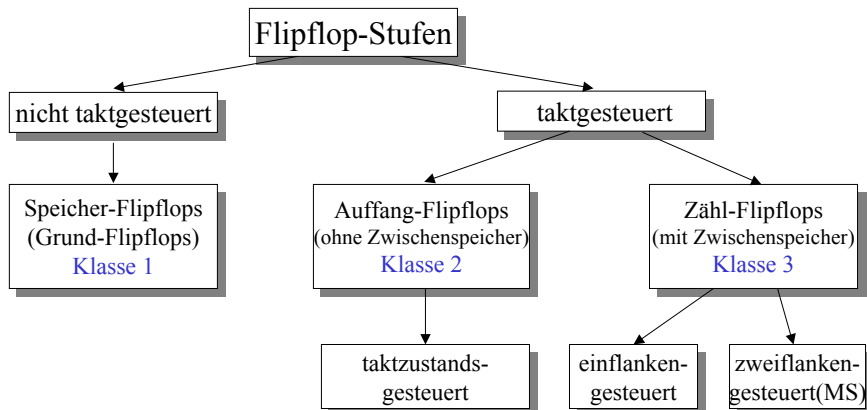 Flipflop-Stufen
nicht taktgesteuert
taktgesteuert
Speicher-Flipflops
(Grund-Flipflops)
Klasse 1
Auffang-Flipflops
(ohne Zwischenspeicher)
Klasse 2
Zähl-Flipflops
(mit Zwischenspeicher)
Klasse 3
taktzustands-
gesteuert
einflanken-
gesteuert
zweiflanken-
gesteuert(MS)